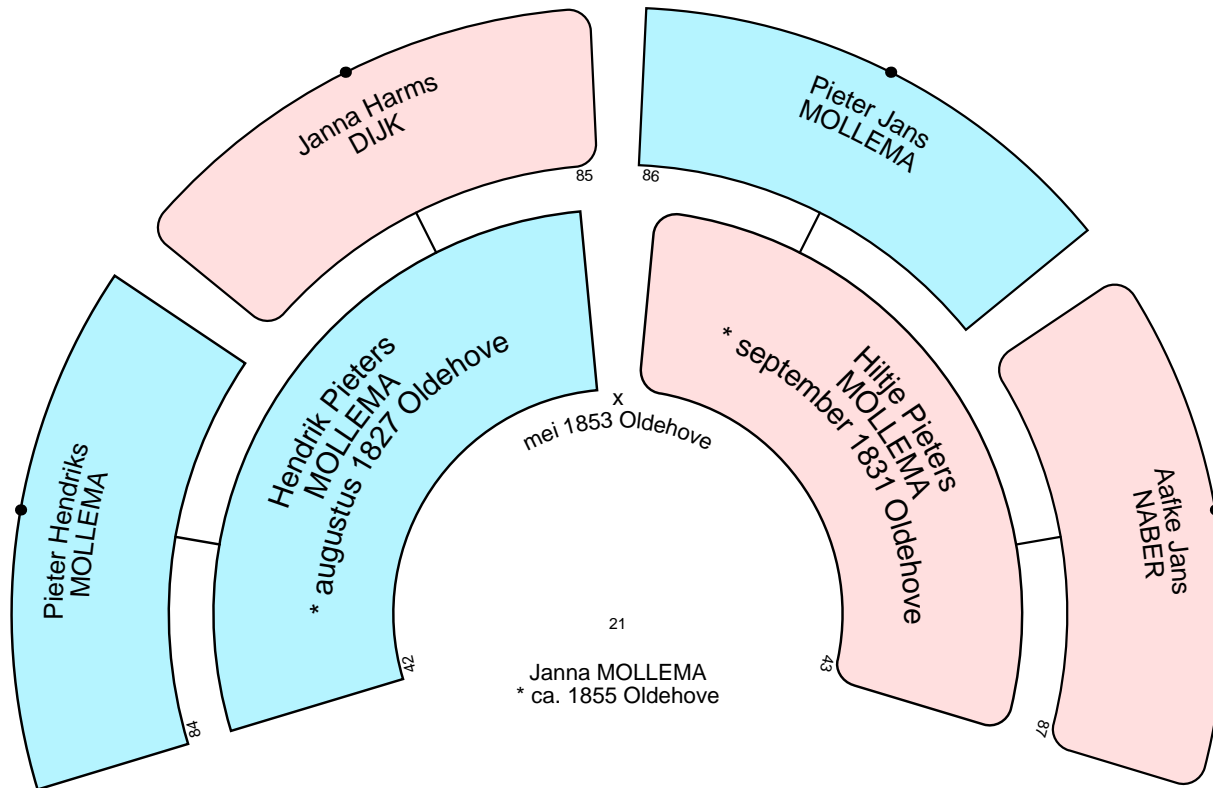 Janna Harms
DIJK
85
Pieter Jans
MOLLEMA
86
Pieter Hendriks
MOLLEMA
84
Hendrik Pieters
MOLLEMA
* augustus 1827 Oldehove
42
x
mei 1853 Oldehove
Hiltje Pieters
MOLLEMA
* september 1831 Oldehove
43
Aafke Jans
NABER
87
21
Janna MOLLEMA
* ca. 1855 Oldehove